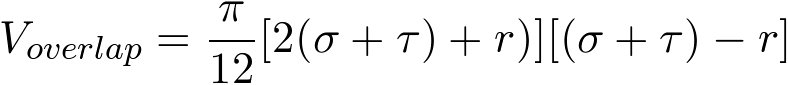 V_{overlap} = \frac{\pi}{12}[2(\sigma + \tau) + r)][(\sigma + \tau) - r]